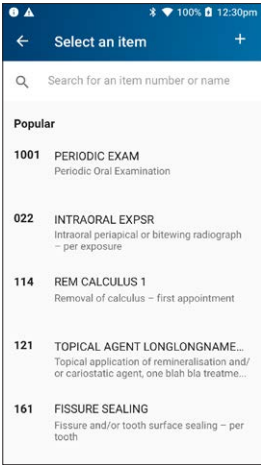 100% 12:30pm
Select an item
Search for an item number or name
Popular
1001 PERIODIC EXAM
Periodic Oral Examination
022 INTRAORAL EXPSR
Intraoral periapical or bitewing radiograph
– per exposure
114 REM CALCULUS 1
Removal of calculus – first appointment
121 TOPICAL AGENT LONGLONGNAME...
Topical application of remineralisation and/
or cariostatic agent, one blah bla treatme...
161 FISSURE SEALING
Fissure and/or tooth surface sealing – per
tooth